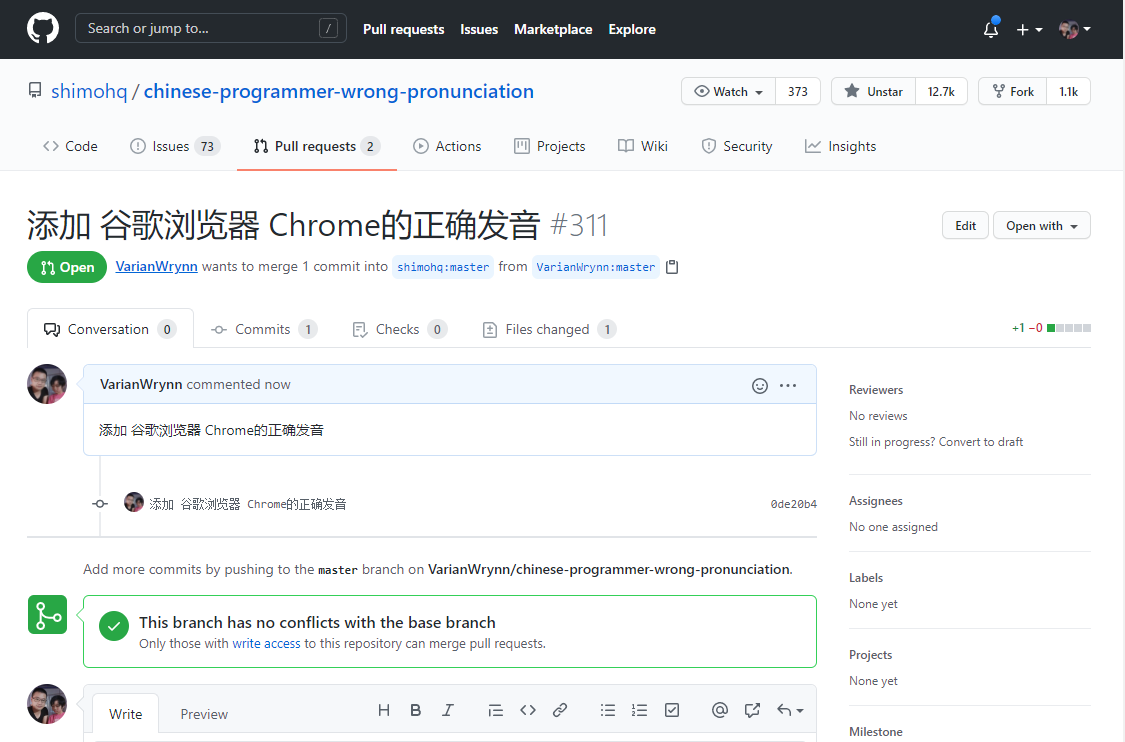 Search or jump to... /
Pull requests Issues Marketplace Explore
shimohq / chinese-programmer-wrong-pronunciation
Watch 373 Unstar 12.7k Fork 1.1k
Code Issues 73 Pull requests 2 Actions Projects Wiki Security Insights
添加 谷歌浏览器 Chrome的正确发音 #311
Edit Open with
Open VarianWrynn wants to merge 1 commit into shimohq:master from VarianWrynn:master
Conversation 0 Commits 1 Checks 0 Files changed 1
+1 −0
VarianWrynn commented now
添加 谷歌浏览器 Chrome的正确发音
添加 谷歌浏览器 Chrome的正确发音 0de20b4
Add more commits by pushing to the master branch on VarianWrynn/chinese-programmer-wrong-pronunciation.
This branch has no conflicts with the base branch
Only those with write access to this repository can merge pull requests.
Write Preview
H B I
Reviewers
No reviews
Still in progress? Convert to draft
Assignees
No one assigned
Labels
None yet
Projects
None yet
Milestone